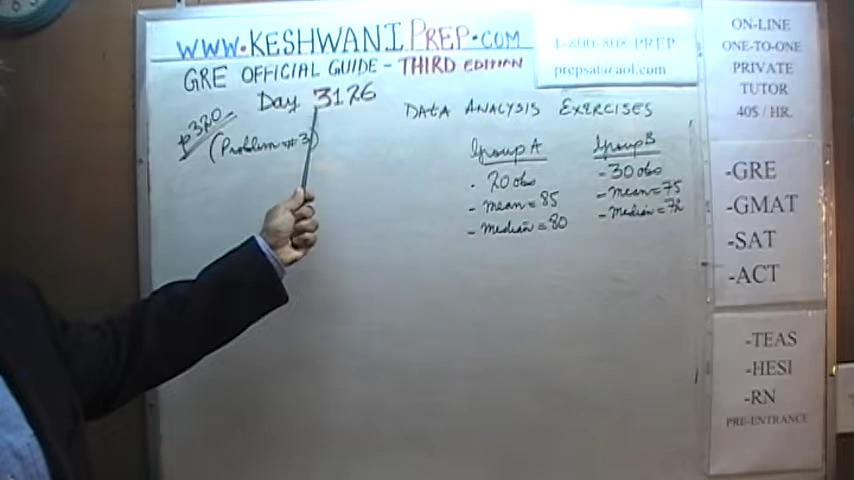 WWW.KESHWANIPREP.COM
GRE OFFICIAL GUIDE - THIRD EDITION
Day 3126
p320
(Problem # 3)
DATA ANALYSIS EXERCISES
Group A
- 20 obs
- Mean = 85
- Median = 80
Group B
- 30 obs
- Mean = 75
- Median = 72
1-800-808-PREP
prepsat@aol.com
ON-LINE
ONE-TO-ONE
PRIVATE
TUTOR
40$ / HR.
-GRE
-GMAT
-SAT
-ACT
-TEAS
-HESI
-RN
PRE-ENTRANCE